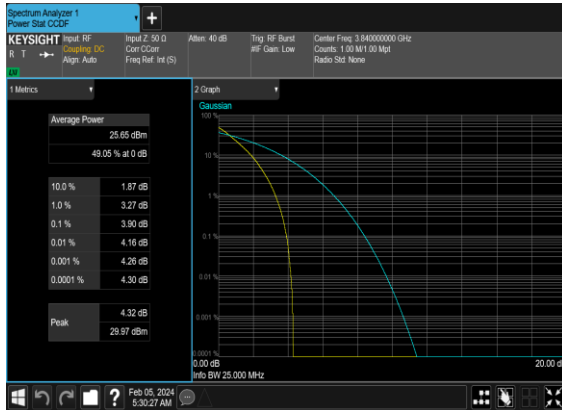 Spectrum Analyzer 1
Power Stat CCDF
+
KEYSIGHT
R T
LXI
Input: RF
Coupling: DC
Align: Auto
Input Z: 50 Ω
Corr CCorr
Freq Ref: Int (S)
Atten: 40 dB
Trig: RF Burst
#IF Gain: Low
Center Freq: 3.840000000 GHz
Counts: 1.00 M/1.00 Mpt
Radio Std: None
1 Metrics
Average Power
25.65 dBm
49.05 % at 0 dB
10.0 % 1.87 dB
1.0 % 3.27 dB
0.1 % 3.90 dB
0.01 % 4.16 dB
0.001 % 4.26 dB
0.0001 % 4.30 dB
Peak
4.32 dB
29.97 dBm
2 Graph
Gaussian
100 %
10 %
1 %
0.1 %
0.01 %
0.001 %
0.0001 %
0.00 dB
20.00 d
Info BW 25.000 MHz
?
Feb 05, 2024
5:30:27 AM